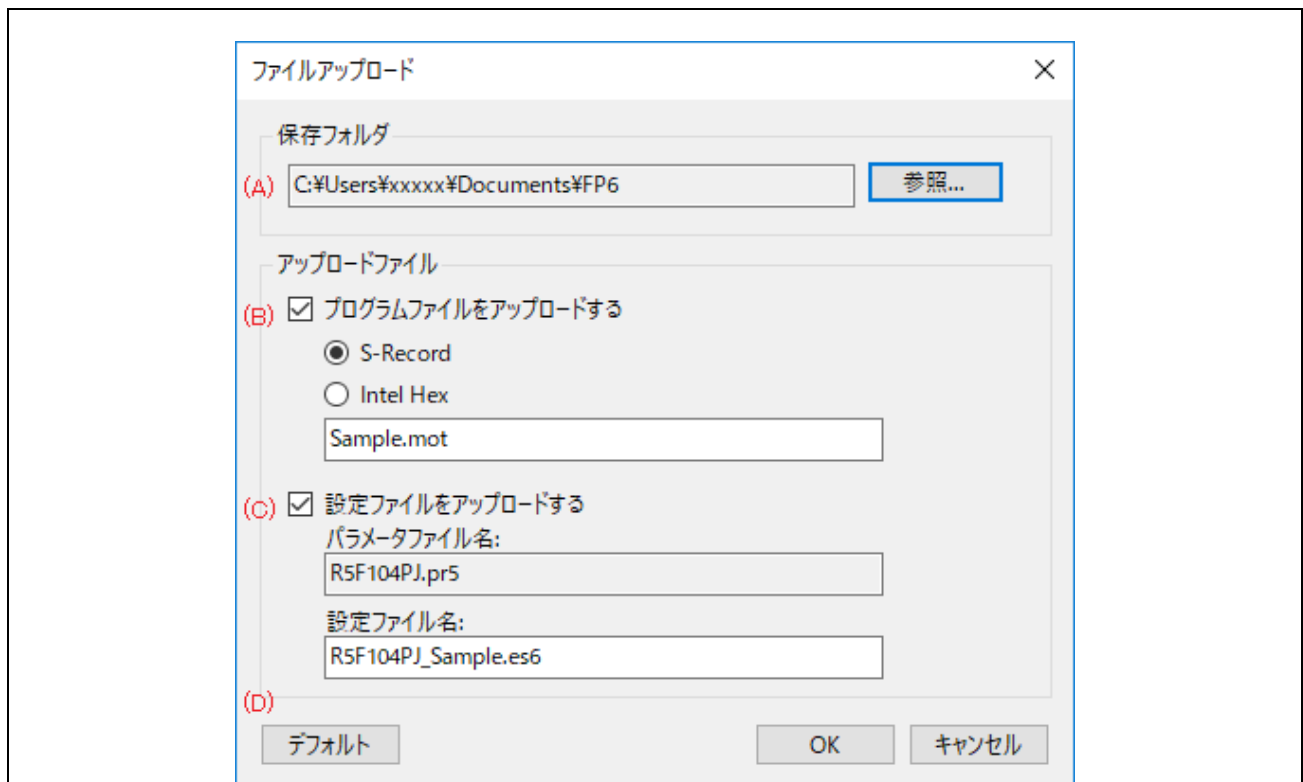 ファイルアップロード
保存フォルダ
(A) C:¥Users¥xxxxx¥Documents¥FP6 参照...
アップロードファイル
(B) プログラムファイルをアップロードする
S-Record
Intel Hex
Sample.mot
(C) 設定ファイルをアップロードする
パラメータファイル名:
R5F104PJ.pr5
設定ファイル名:
R5F104PJ_Sample.es6
(D)
デフォルト OK キャンセル